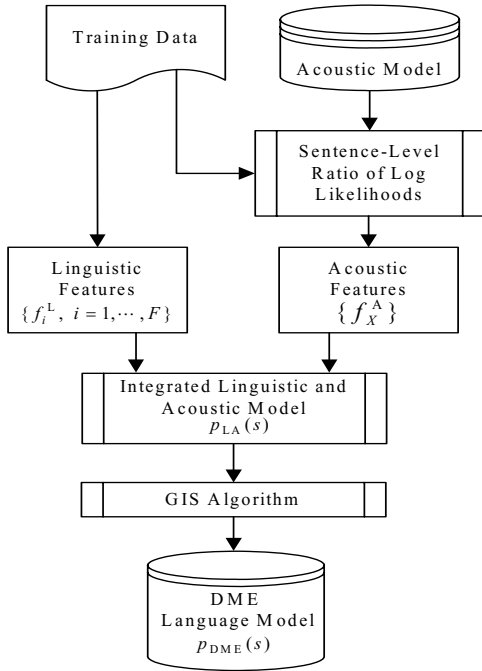 Training Data
Acoustic Model
Sentence-Level
Ratio of Log
Likelihoods
Linguistic
Features
{ f_i^L, i = 1,⋯, F }
Acoustic
Features
{ f_X^A }
Integrated Linguistic and
Acoustic Model
p_LA(s)
GIS Algorithm
DME
Language Model
p_DME(s)